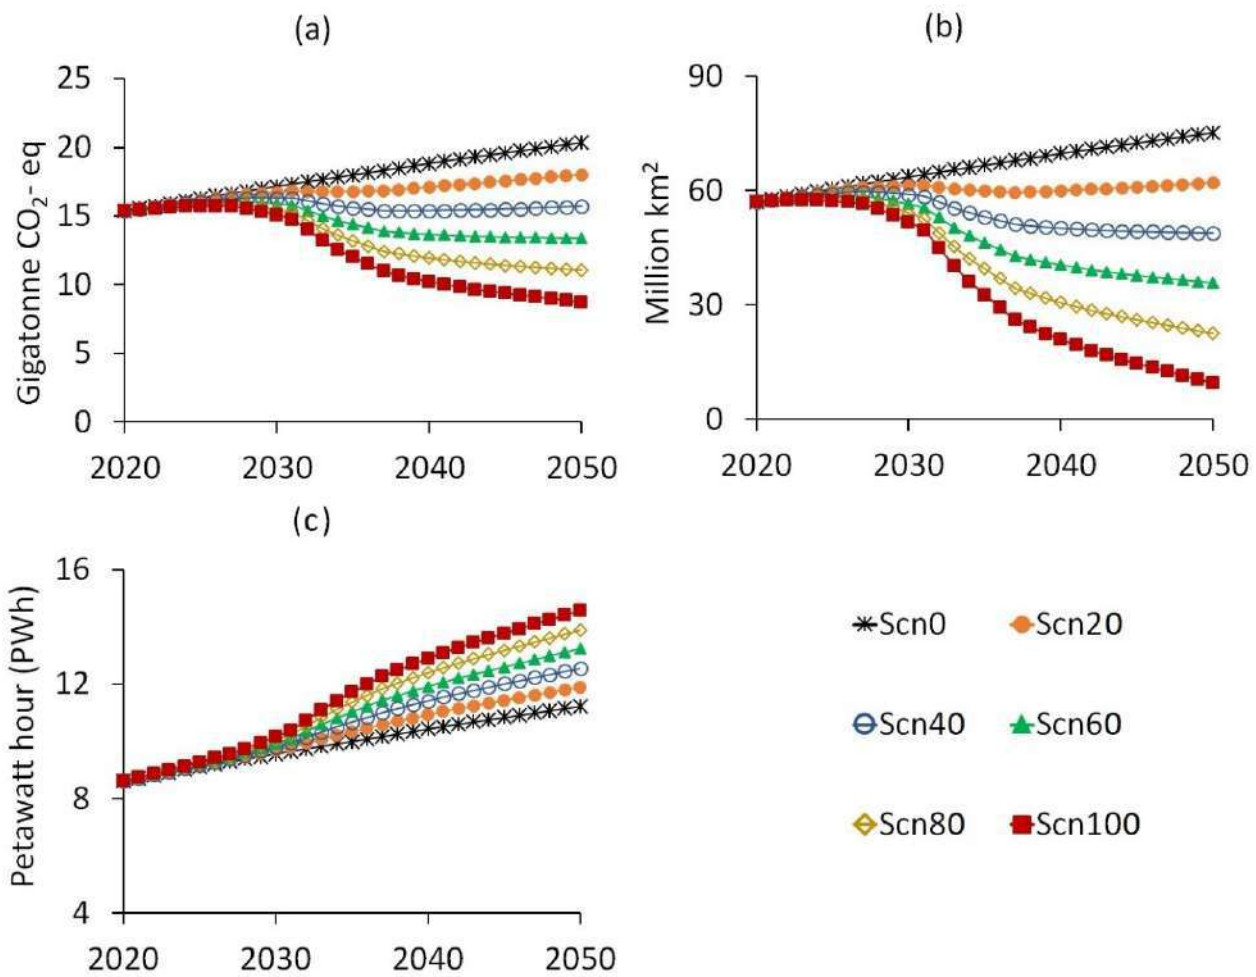 (a)
25
20
15
10
5
0
Gigatonne CO₂- eq
2020 2030 2040 2050
(b)
90
60
30
0
Million km²
2020 2030 2040 2050
(c)
16
12
8
4
Petawatt hour (PWh)
2020 2030 2040 2050
Scn0 Scn20
Scn40 Scn60
Scn80 Scn100